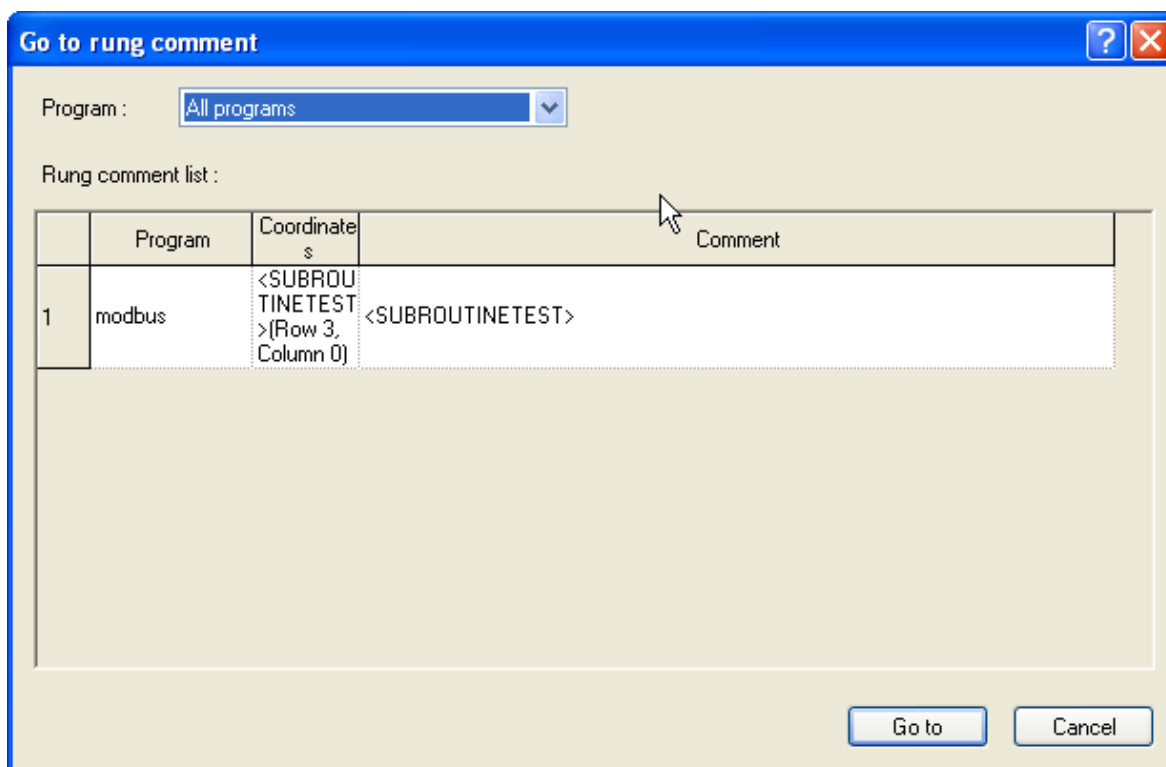 Go to rung comment
Program :
All programs
Rung comment list :
Program
Coordinate
s
Comment
1
modbus
<SUBROU
TINETEST
>(Row 3,
Column 0)
<SUBROUTINETEST>
Go to
Cancel